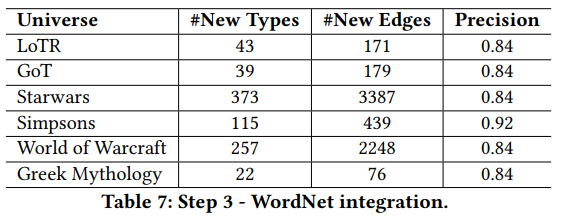 Universe #New Types #New Edges Precision
LoTR 43 171 0.84
GoT 39 179 0.84
Starwars 373 3387 0.84
Simpsons 115 439 0.92
World of Warcraft 257 2248 0.84
Greek Mythology 22 76 0.84
Table 7: Step 3 - WordNet integration.